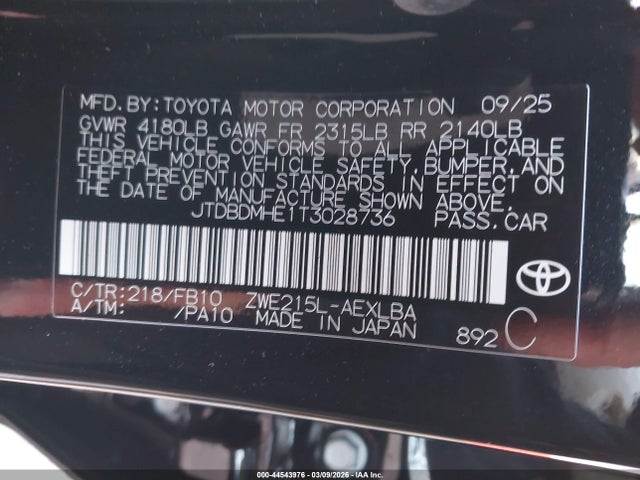 MFD. BY: TOYOTA MOTOR CORPORATION 09/25
GVWR 4180LB GAWR FR 2315LB RR 2140LB
THIS VEHICLE CONFORMS TO ALL APPLICABLE
FEDERAL MOTOR VEHICLE SAFETY, BUMPER, AND
THEFT PREVENTION STANDARDS IN EFFECT ON
THE DATE OF MANUFACTURE SHOWN ABOVE.
JTDBDMHE1T3028736 PASS. CAR
C/TR: 218/FB10 ZWE215L-AEXLBA
A/TM: /PA10 MADE IN JAPAN 892 C
000-44543976 | 03/09/2026 | IAA Inc.